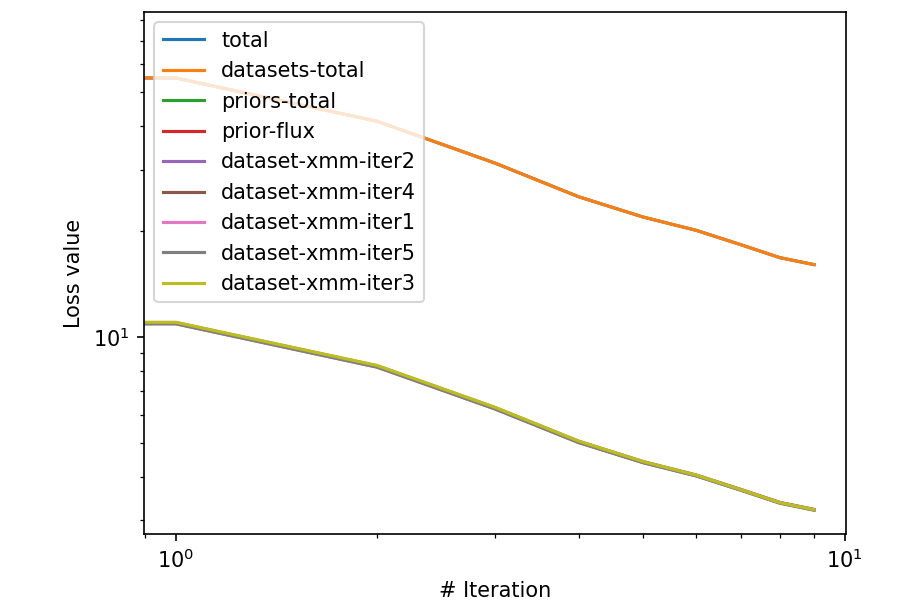 total
datasets-total
priors-total
prior-flux
dataset-xmm-iter2
dataset-xmm-iter4
dataset-xmm-iter1
dataset-xmm-iter5
dataset-xmm-iter3
Loss value
10¹
10⁰
10¹
# Iteration